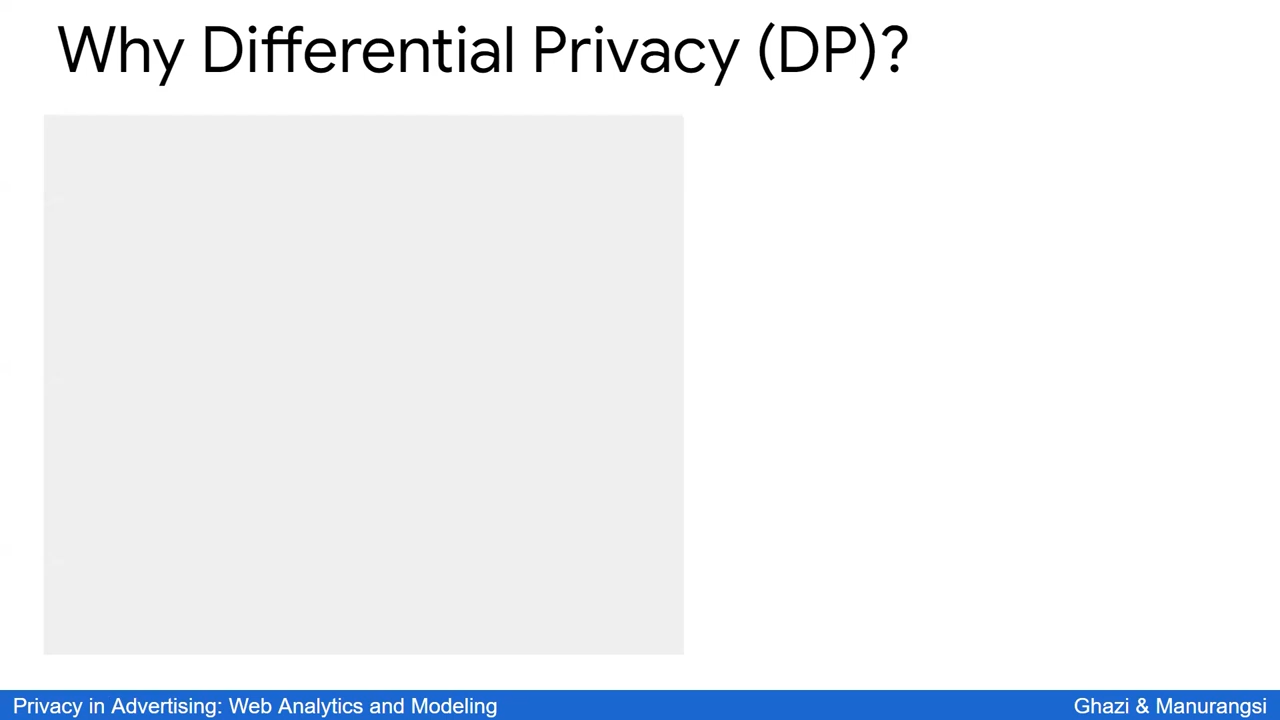 Why Differential Privacy (DP)?
Privacy in Advertising: Web Analytics and Modeling
Ghazi & Manurangsi